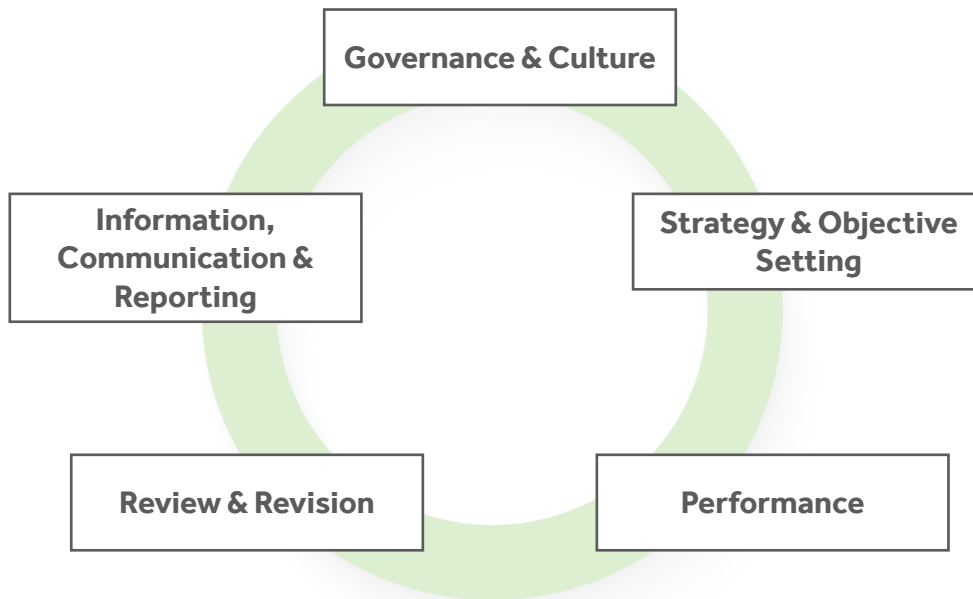 Governance & Culture
Strategy & Objective
Setting
Performance
Review & Revision
Information,
Communication &
Reporting